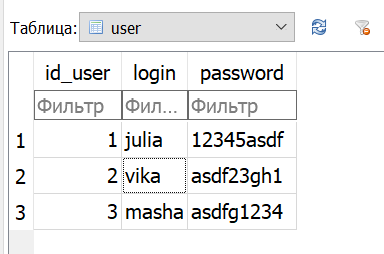 Таблица: user
id_user login password
Фильтр Фил... Фильтр
1 1 julia 12345asdf
2 2 vika asdf23gh1
3 3 masha asdfg1234